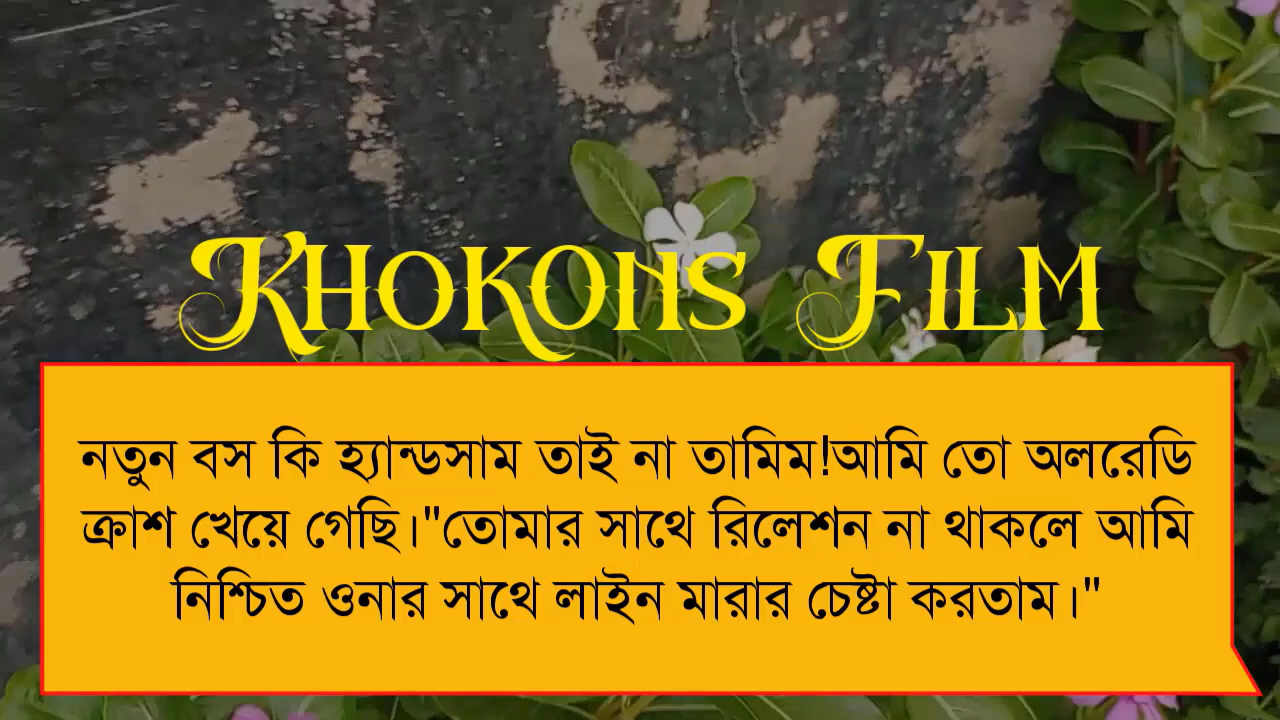 KHOKONS FILM
নতুন বস কি হ্যান্ডসাম তাই না তামিম!আমি তো অলরেডি
ক্রাশ খেয়ে গেছি।"তোমার সাথে রিলেশন না থাকলে আমি
নিশ্চিত ওনার সাথে লাইন মারার চেষ্টা করতাম।"